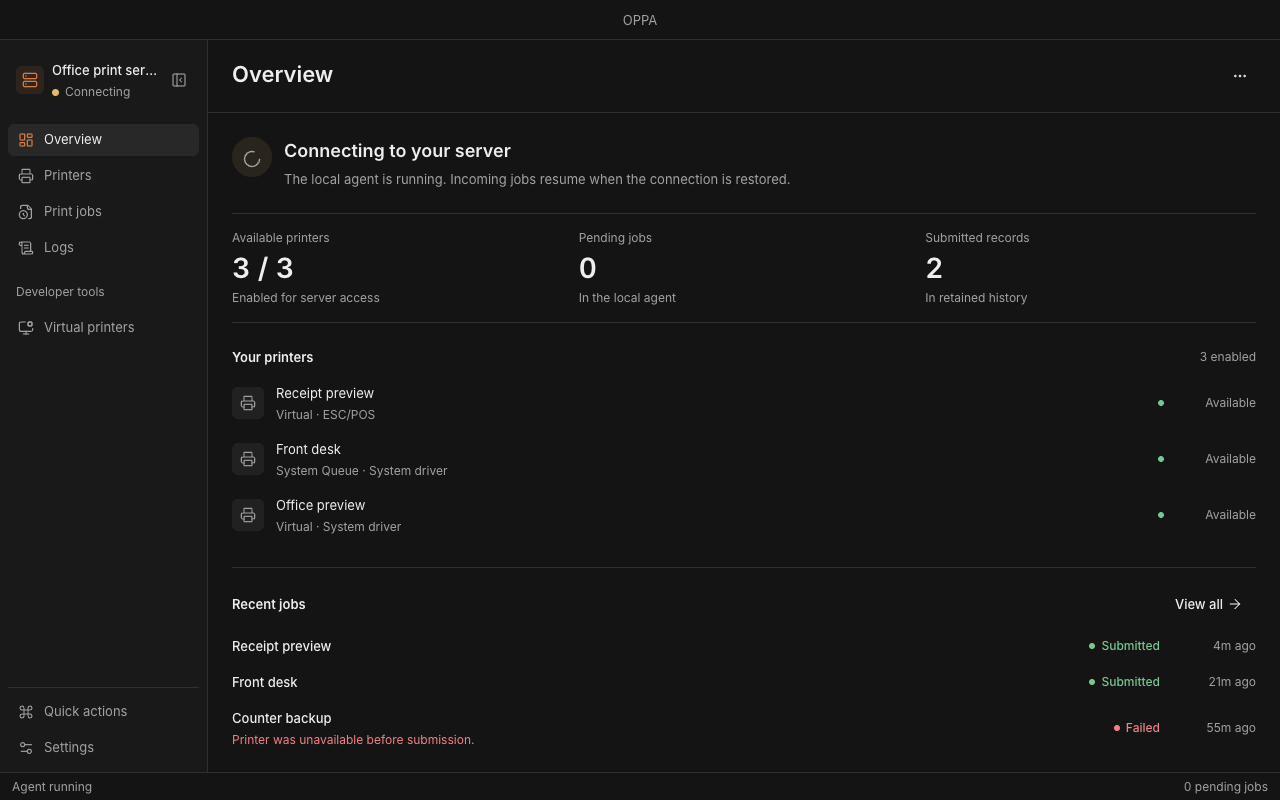 OPPA
Office print ser...
Connecting
Overview
Printers
Print jobs
Logs
Developer tools
Virtual printers
Quick actions
Settings
Overview
Connecting to your server
The local agent is running. Incoming jobs resume when the connection is restored.
Available printers
3 / 3
Enabled for server access
Pending jobs
0
In the local agent
Submitted records
2
In retained history
Your printers
3 enabled
Receipt preview
Virtual · ESC/POS
Available
Front desk
System Queue · System driver
Available
Office preview
Virtual · System driver
Available
Recent jobs
View all
Receipt preview
Submitted
4m ago
Front desk
Submitted
21m ago
Counter backup
Printer was unavailable before submission.
Failed
55m ago
Agent running
0 pending jobs